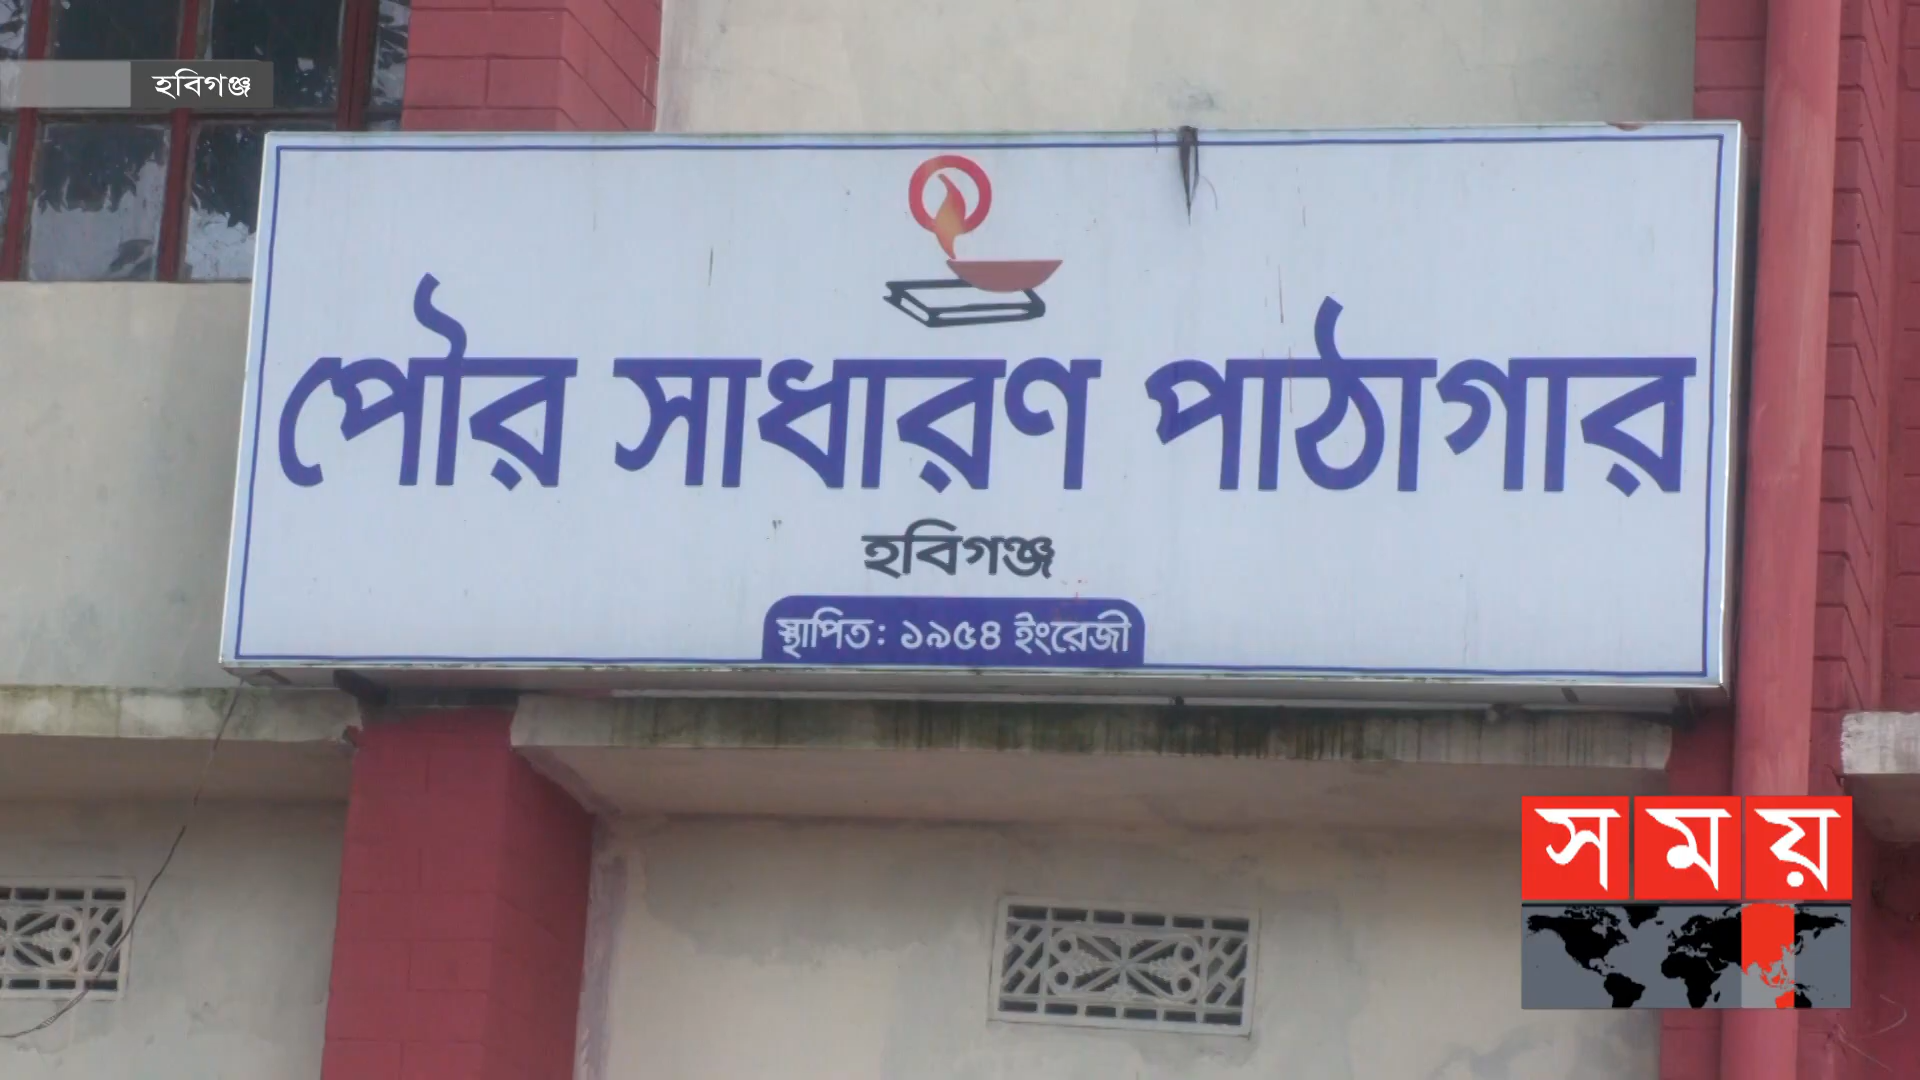 হবিগঞ্জ
পৌর সাধারণ পাঠাগার
হবিগঞ্জ
স্থাপিত: ১৯৫৪ ইংরেজী
সময়